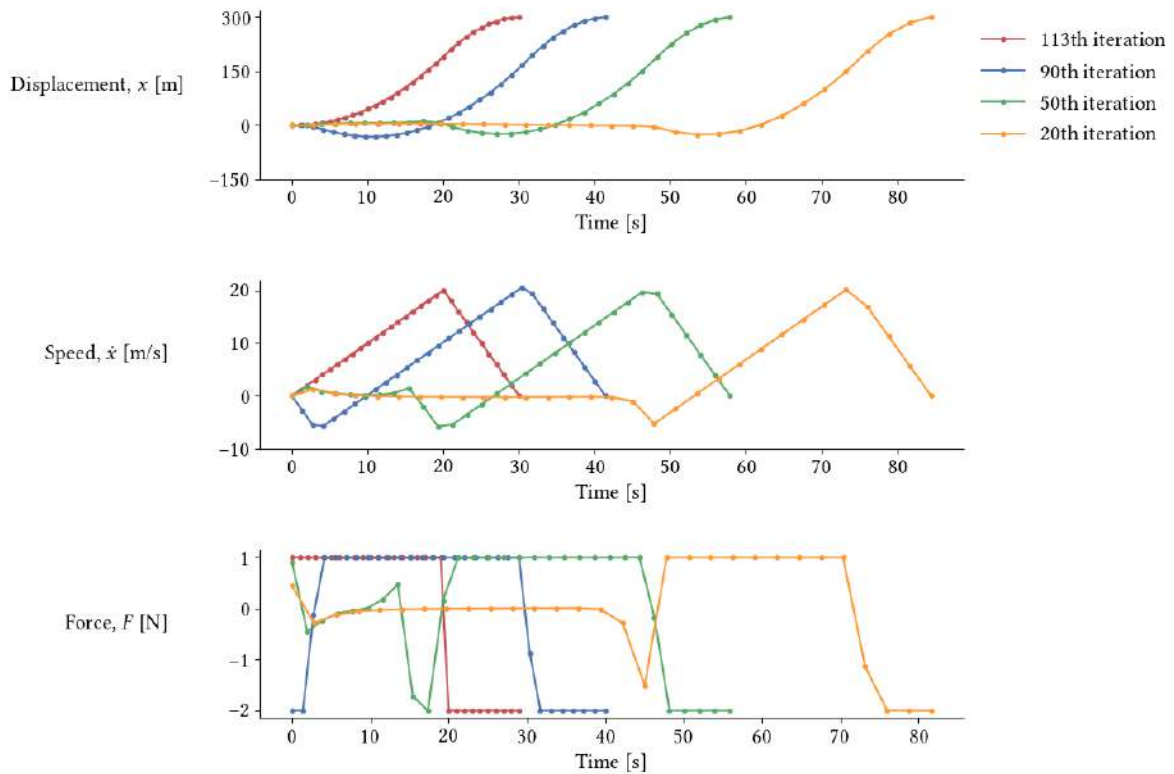 300
150
0
−150
Displacement, x [m]
0 10 20 30 40 50 60 70 80
Time [s]
113th iteration
90th iteration
50th iteration
20th iteration
20
10
0
−10
Speed, ẋ [m/s]
0 10 20 30 40 50 60 70 80
Time [s]
1
0
−1
−2
Force, F [N]
0 10 20 30 40 50 60 70 80
Time [s]